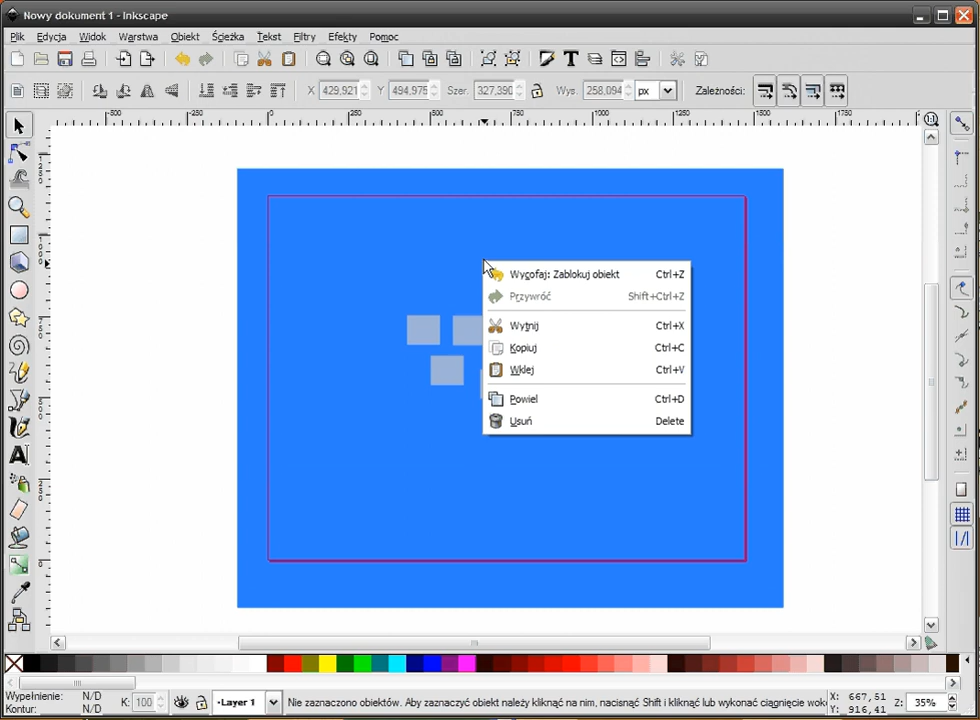 Nowy dokument 1 - Inkscape
Plik Edycja Widok Warstwa Obiekt Ścieżka Tekst Filtry Efekty Pomoc
X 429,921 Y 494,975 Szer. 327,390 Wys. 258,094 px Zależności:
Wycofaj: Zablokuj obiekt Ctrl+Z
Przywróć Shift+Ctrl+Z
Wytnij Ctrl+X
Kopiuj Ctrl+C
Wklej Ctrl+V
Powiel Ctrl+D
Usuń Delete
Wypełnienie: N/D
Kontur: N/D
K: 100
Layer 1
Nie zaznaczono obiektów. Aby zaznaczyć obiekt należy kliknąć na nim, nacisnąć Shift i kliknąć lub wykonać ciągnięcie wok
X: 667,51
Y: 916,41
Z: 35%